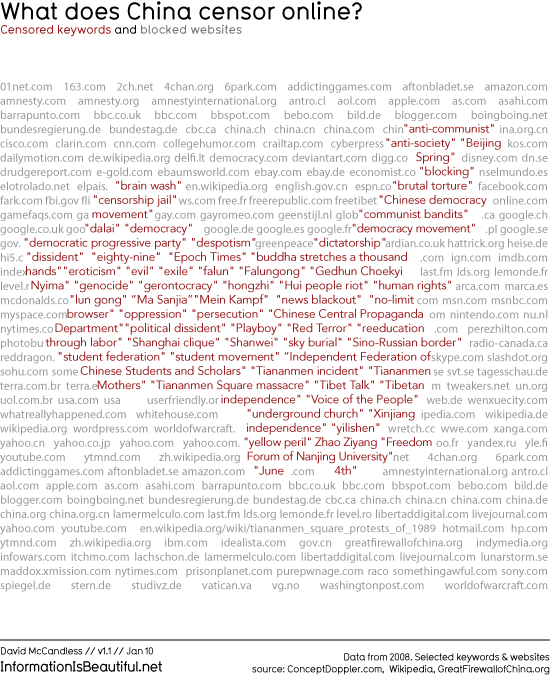 What does China censor online?
Censored keywords and blocked websites
01net.com 163.com 2ch.net 4chan.org 6park.com addictinggames.com aftonbladet.se amazon.com
amnesty.com amnesty.org amnestyinternational.org antro.cl aol.com apple.com as.com asahi.com
barrapunto.com bbc.co.uk bbc.com bbspot.com bebo.com bild.de blogger.com boingboing.net
bundesregierung.de bundestag.de cbc.ca china.ch china.cn china.com chin"anti-communist" ina.org.cn
cisco.com clarin.com cnn.com collegehumor.com crailtap.com cyberpress "anti-society" "Beijing kos.com
dailymotion.com de.wikipedia.org delfi.lt democracy.com deviantart.com digg.co Spring" disney.com dn.se
drudgereport.com e-gold.com ebaumsworld.com ebay.com ebay.de economist.co "blocking" nselmundo.es
elotrolado.net elpais. "brain wash" en.wikipedia.org english.gov.cn espn.co "brutal torture" facebook.com
fark.com fbi.gov fli "censorship jail" ws.com free.fr freerepublic.com freetibet "Chinese democracy online.com
gamefaqs.com ga movement" gay.com gayromeo.com geenstijl.nl glob "communist bandits" .ca google.ch
google.co.uk goo "dalai" "democracy" google.de google.es google.fr "democracy movement" .pl google.se
gov. "democratic progressive party" "despotism" greenpeace "dictatorship" ardian.co.uk hattrick.org heise.de
hi5.c "dissident" "eighty-nine" "Epoch Times" "buddha stretches a thousand .com ign.com imdb.com
index hands" "eroticism" "evil" "exile" "falun" "Falungong" "Gedhun Choekyi last.fm lds.org lemonde.fr
level.r Nyima" "genocide" "gerontocracy" "hongzhi" "Hui people riot" "human rights" arca.com marca.es
mcdonalds.co "lun gong" "Ma Sanjia" "Mein Kampf" "news blackout" "no-limit com msn.com msnbc.com
myspace.com browser" "oppression" "persecution" "Chinese Central Propaganda om nintendo.com nu.nl
nytimes.co Department" "political dissident" "Playboy" "Red Terror" "reeducation .com perezhilton.com
photobu through labor" "Shanghai clique" "Shanwei" "sky burial" "Sino-Russian border" radio-canada.ca
reddragon. "student federation" "student movement" "Independent Federation of skype.com slashdot.org
sohu.com some Chinese Students and Scholars" "Tiananmen incident" "Tiananmen se svt.se tagesschau.de
terra.com.br terra.e Mothers" "Tiananmen Square massacre" "Tibet Talk" "Tibetan m tweakers.net un.org
uol.com.br usa.com usa userfriendly.or independence" "Voice of the People" web.de wenxuecity.com
whatreallyhappened.com whitehouse.com "underground church" "Xinjiang ipedia.com wikipedia.de
wikipedia.org wordpress.com worldofwarcraft. independence" "yilishen" wretch.cc wwe.com xanga.com
yahoo.cn yahoo.co.jp yahoo.com yahoo.com. "yellow peril" Zhao Ziyang "Freedom oo.fr yandex.ru yle.fi
youtube.com ytmnd.com zh.wikipedia.org Forum of Nanjing University" net 4chan.org 6park.com
addictinggames.com aftonbladet.se amazon.com "June .com 4th" amnestyinternational.org antro.cl
aol.com apple.com as.com asahi.com barrapunto.com bbc.co.uk bbc.com bbspot.com bebo.com bild.de
blogger.com boingboing.net bundesregierung.de bundestag.de cbc.ca china.ch china.cn china.com china.de
china.org china.org.cn lamermelculo.com last.fm lds.org lemonde.fr level.ro libertaddigital.com livejournal.com
yahoo.com youtube.com en.wikipedia.org/wiki/tiananmen_square_protests_of_1989 hotmail.com hp.com
ytmnd.com zh.wikipedia.org ibm.com idealista.com gov.cn greatfirewallofchina.org indymedia.org
infowars.com itchmo.com lachschon.de lamermelculo.com libertaddigital.com livejournal.com lunarstorm.se
maddox.xmission.com nytimes.com prisonplanet.com purepwnage.com raco somethingawful.com sony.com
spiegel.de stern.de studivz.de vatican.va vg.no washingtonpost.com worldofwarcraft.com
David McCandless // v1.1 // Jan 10
InformationIsBeautiful.net
Data from 2008. Selected keywords & websites
source: ConceptDoppler.com, Wikipedia, GreatFirewallofChina.org